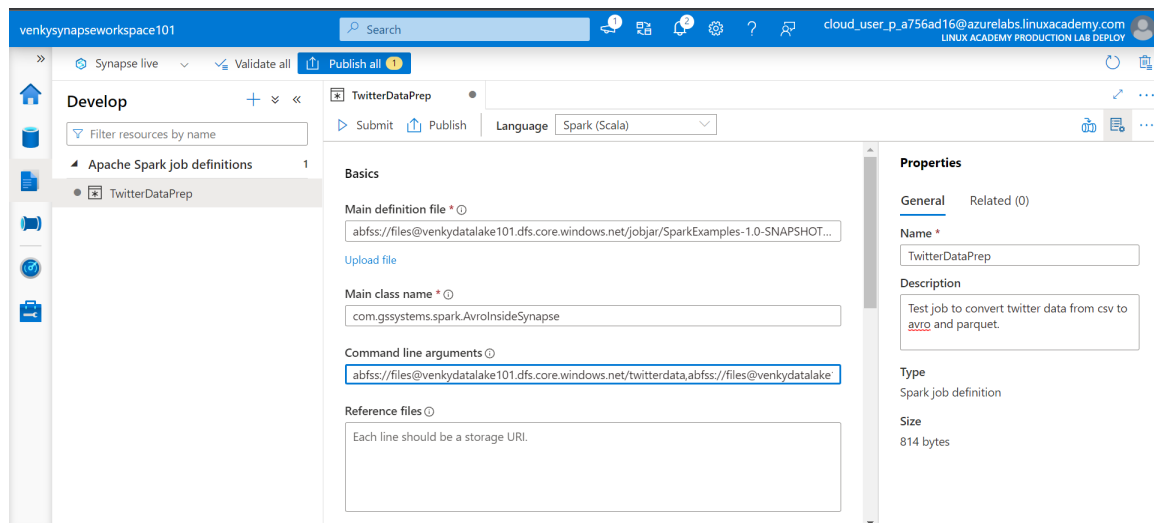 venkysynapseworkspace101
Search
1
2
cloud_user_p_a756ad16@azurelabs.linuxacademy.com
LINUX ACADEMY PRODUCTION LAB DEPLOY
Synapse live
Validate all
Publish all 1
Develop
Filter resources by name
Apache Spark job definitions 1
TwitterDataPrep
TwitterDataPrep
Submit Publish Language Spark (Scala)
Basics
Main definition file *
abfss://files@venkydatalake101.dfs.core.windows.net/jobjar/SparkExamples-1.0-SNAPSHOT...
Upload file
Main class name *
com.gssystems.spark.AvroInsideSynapse
Command line arguments
abfss://files@venkydatalake101.dfs.core.windows.net/twitterdata,abfss://files@venkydatalake
Reference files
Each line should be a storage URI.
Properties
General Related (0)
Name *
TwitterDataPrep
Description
Test job to convert twitter data from csv to
avro and parquet.
Type
Spark job definition
Size
814 bytes